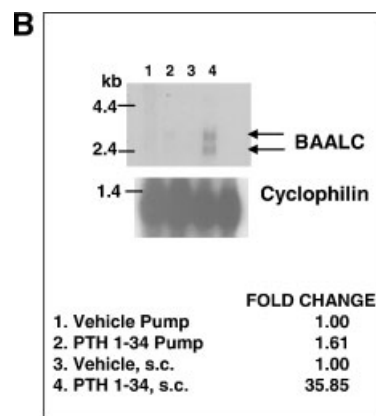 B
1 2 3 4
kb
4.4
BAALC
2.4
1.4
Cyclophilin
FOLD CHANGE
1. Vehicle Pump 1.00
2. PTH 1-34 Pump 1.61
3. Vehicle, s.c. 1.00
4. PTH 1-34, s.c. 35.85